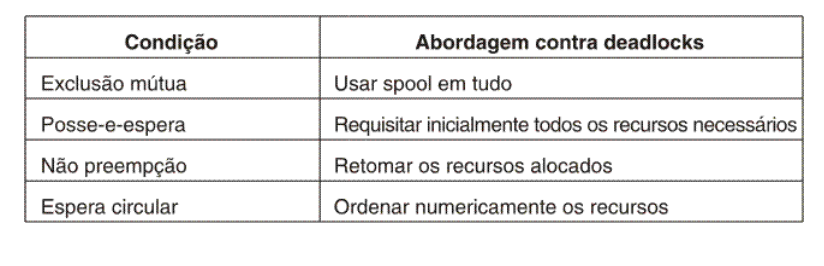 Condição Abordagem contra deadlocks
Exclusão mútua Usar spool em tudo
Posse-e-espera Requisitar inicialmente todos os recursos necessários
Não preempção Retomar os recursos alocados
Espera circular Ordenar numericamente os recursos